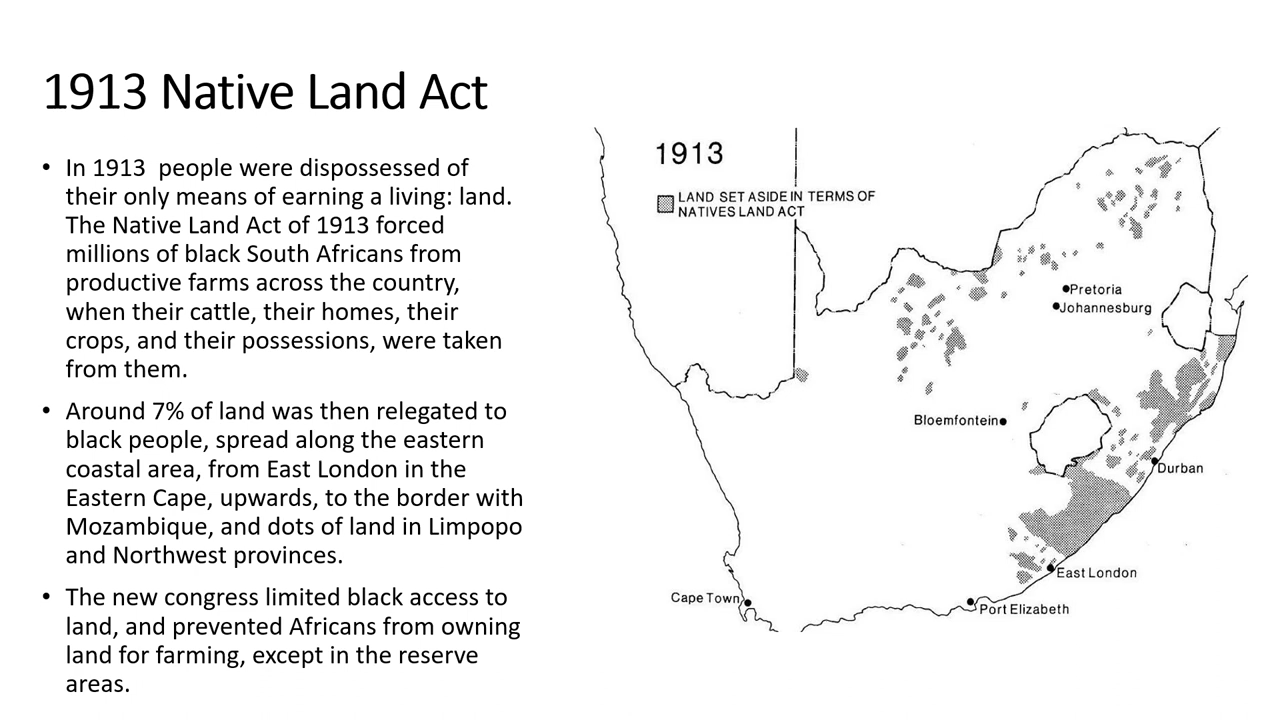 1913 Native Land Act
• In 1913  people were dispossessed of
their only means of earning a living: land.
The Native Land Act of 1913 forced
millions of black South Africans from
productive farms across the country,
when their cattle, their homes, their
crops, and their possessions, were taken
from them.
• Around 7% of land was then relegated to
black people, spread along the eastern
coastal area, from East London in the
Eastern Cape, upwards, to the border with
Mozambique, and dots of land in Limpopo
and Northwest provinces.
• The new congress limited black access to
land, and prevented Africans from owning
land for farming, except in the reserve
areas.
1913
LAND SET ASIDE IN TERMS OF
NATIVES LAND ACT
Pretoria
Johannesburg
Bloemfontein
Durban
East London
Cape Town
Port Elizabeth